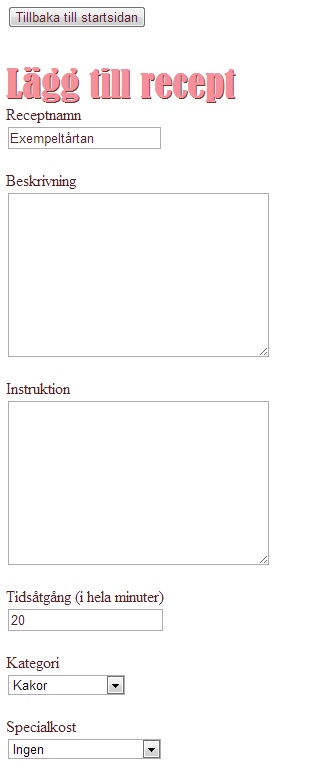 Tillbaka till startsidan
Lägg till recept
Receptnamn
Exempeltårtan
Beskrivning
Instruktion
Tidsåtgång (i hela minuter)
20
Kategori
Kakor
Specialkost
Ingen